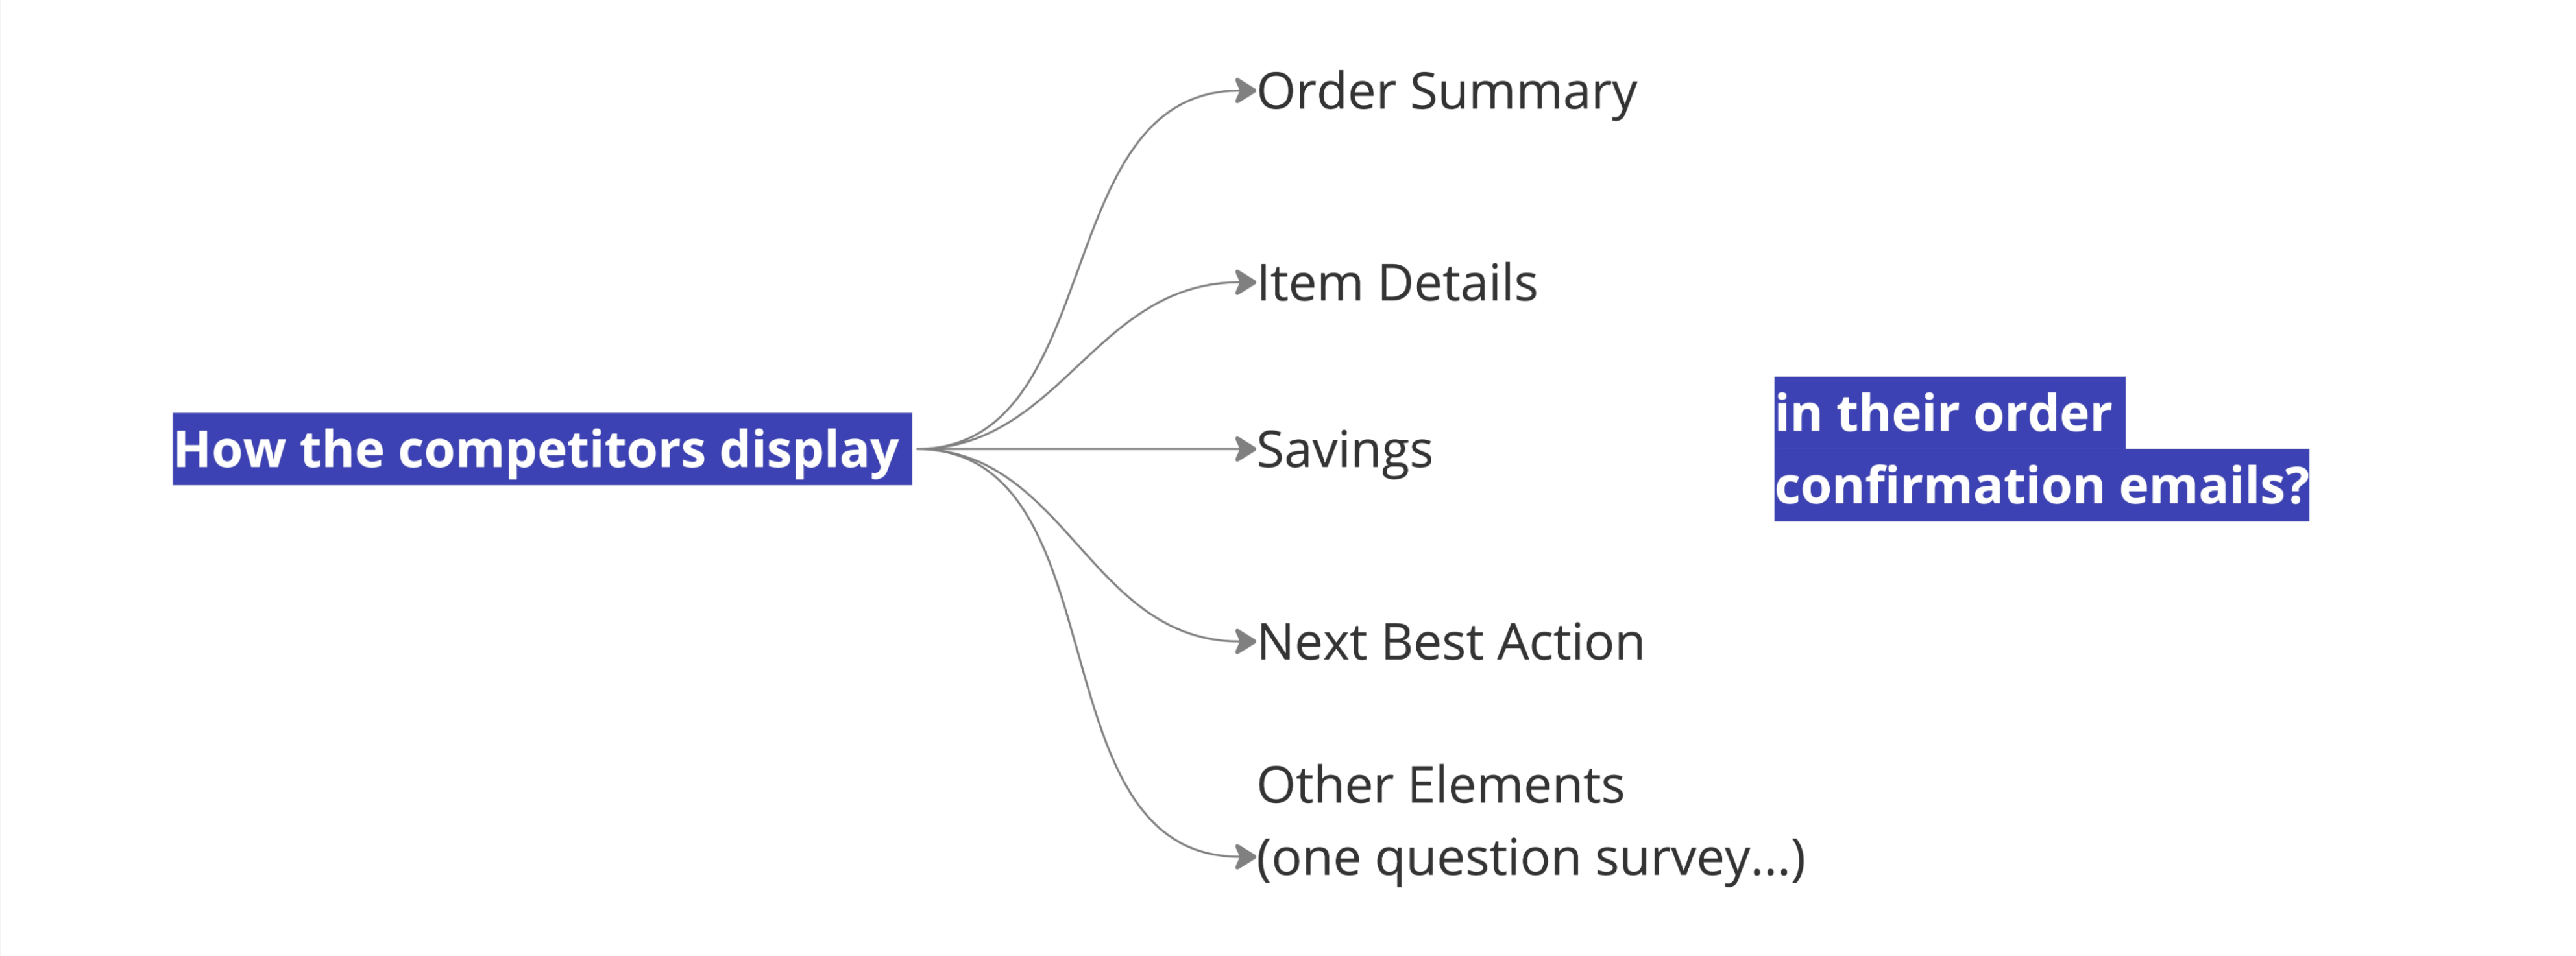 Order Summary
Item Details
How the competitors display
Savings
in their order
confirmation emails?
Next Best Action
Other Elements
(one question survey...)